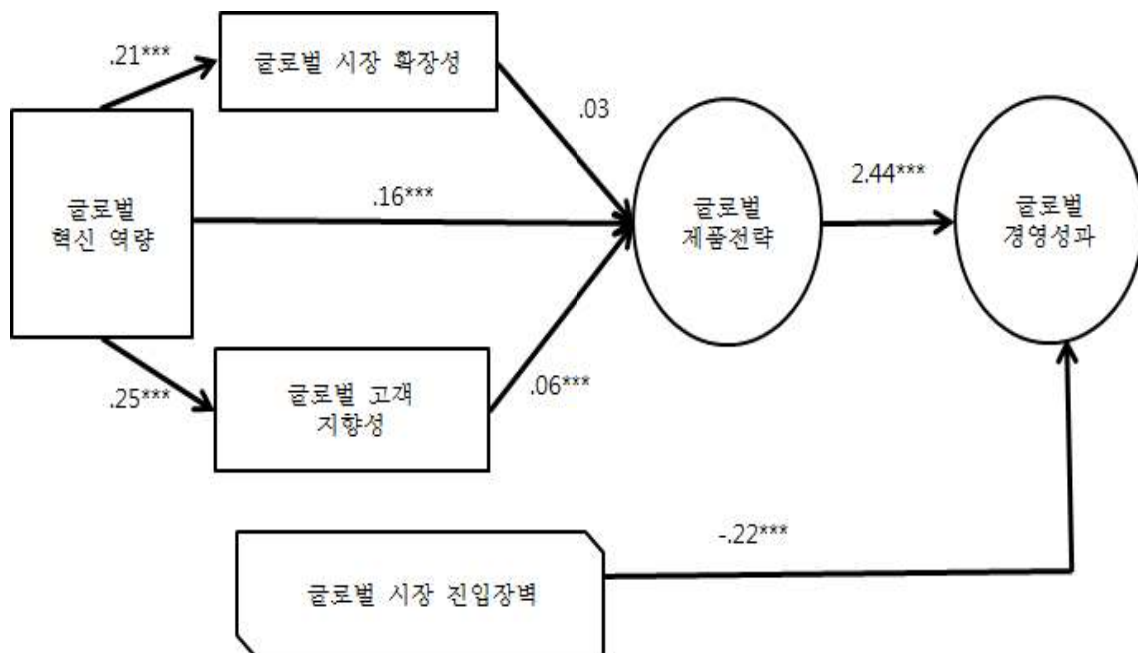 .21***
글로벌 시장 확장성
.03
글로벌
혁신 역량
.16***
글로벌
제품전략
2.44***
글로벌
경영성과
.25***
글로벌 고객
지향성
.06***
-.22***
글로벌 시장 진입장벽